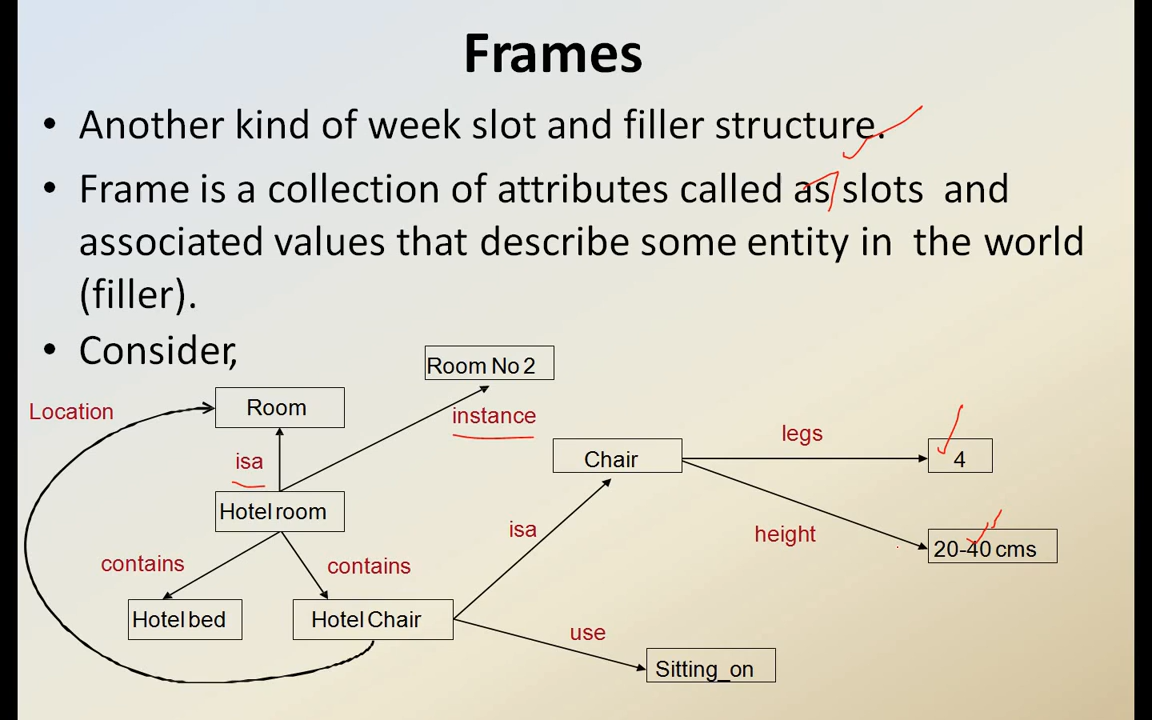 Frames
• Another kind of week slot and filler structure.
• Frame is a collection of attributes called as slots and
associated values that describe some entity in the world
(filler).
• Consider,
Room No 2
Location
Room
instance
legs
isa
Chair
4
Hotel room
isa
height
20-40 cms
contains
contains
Hotel bed
Hotel Chair
use
Sitting_on